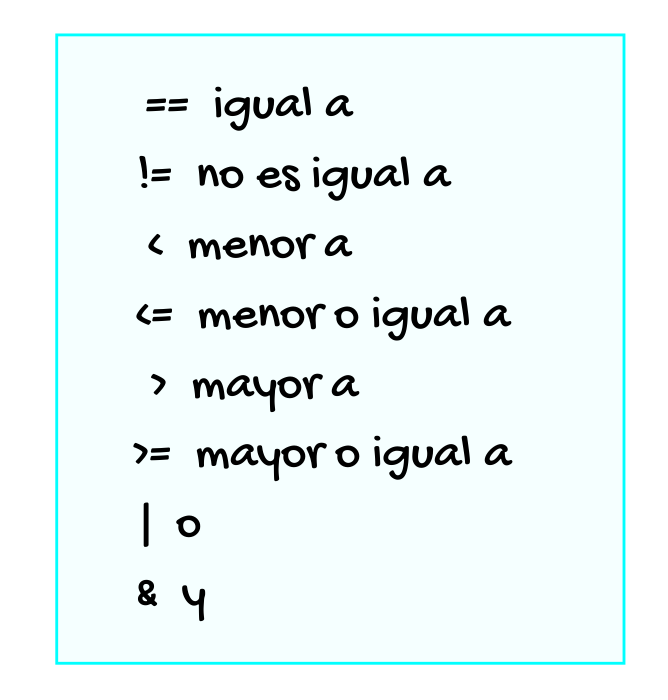 == igual a
!= no es igual a
< menor a
<= menor o igual a
> mayor a
>= mayor o igual a
| o
& y